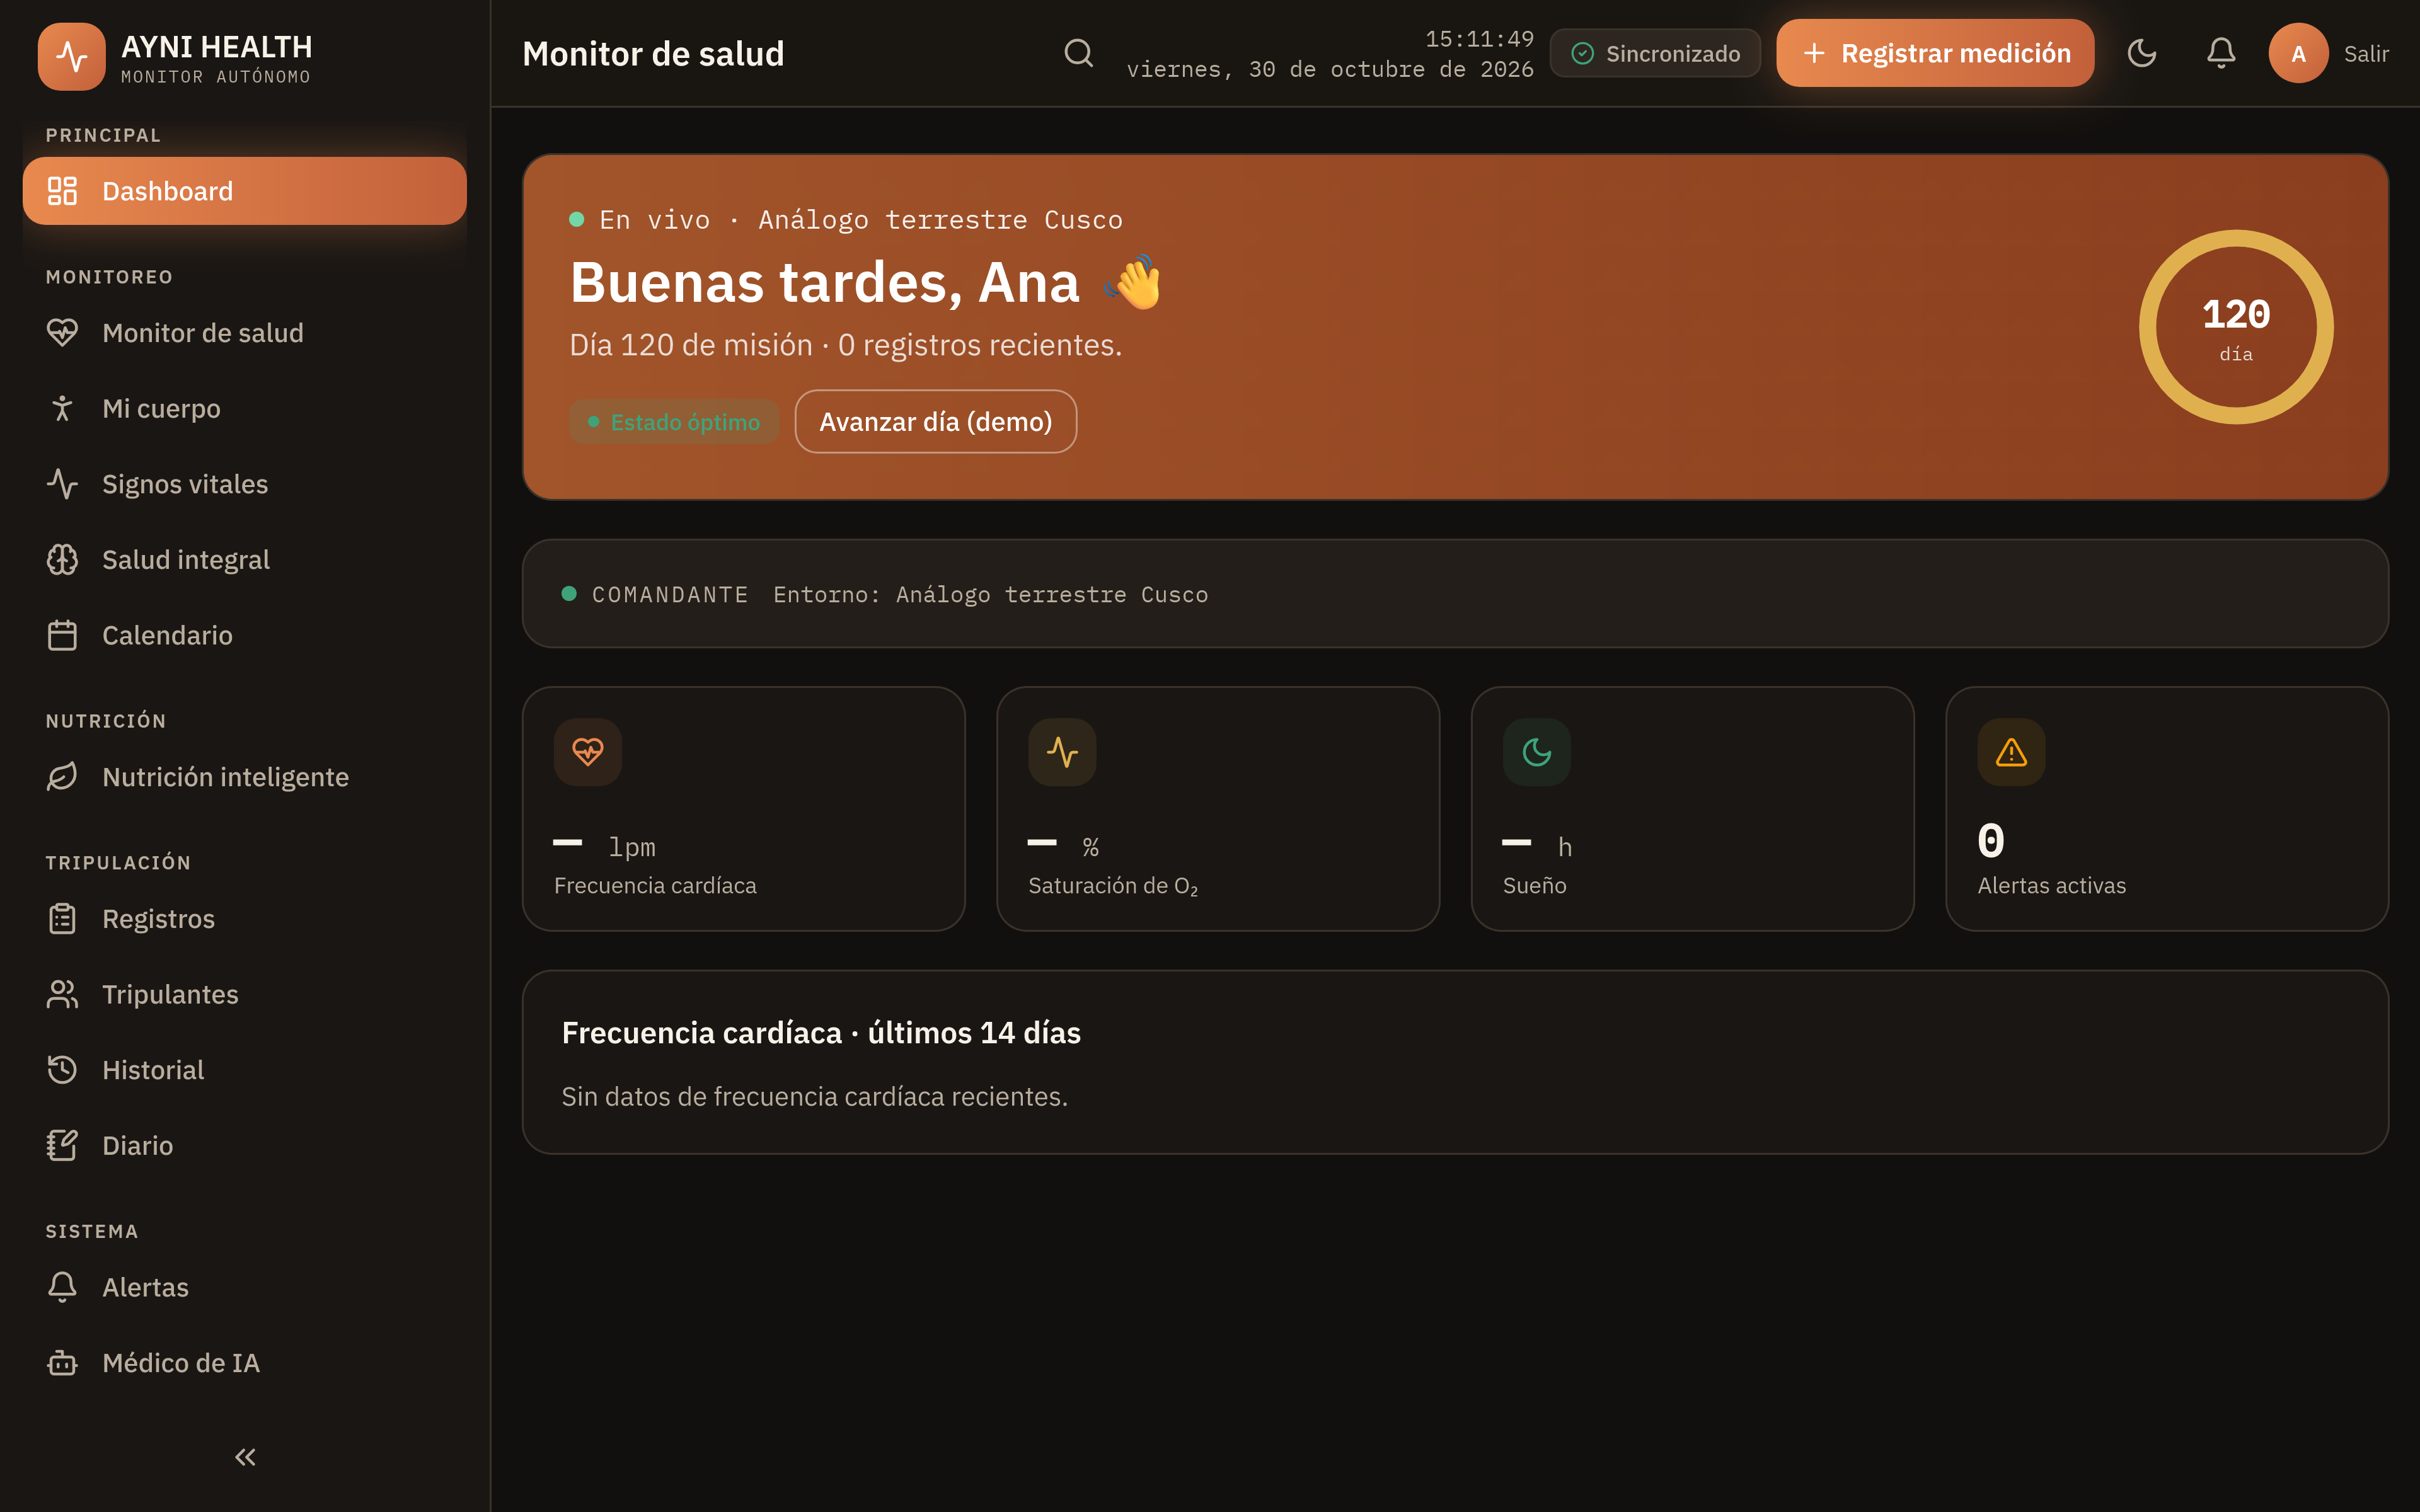 AYNI HEALTH
MONITOR AUTÓNOMO
PRINCIPAL
Dashboard
MONITOREO
Monitor de salud
Mi cuerpo
Signos vitales
Salud integral
Calendario
NUTRICIÓN
Nutrición inteligente
TRIPULACIÓN
Registros
Tripulantes
Historial
Diario
SISTEMA
Alertas
Médico de IA
Monitor de salud
15:11:49
viernes, 30 de octubre de 2026
Sincronizado
Registrar medición
A
Salir
En vivo · Análogo terrestre Cusco
Buenas tardes, Ana 👋
Día 120 de misión · 0 registros recientes.
Estado óptimo
Avanzar día (demo)
120
día
COMANDANTE Entorno: Análogo terrestre Cusco
— lpm
Frecuencia cardíaca
— %
Saturación de O₂
— h
Sueño
0
Alertas activas
Frecuencia cardíaca · últimos 14 días
Sin datos de frecuencia cardíaca recientes.